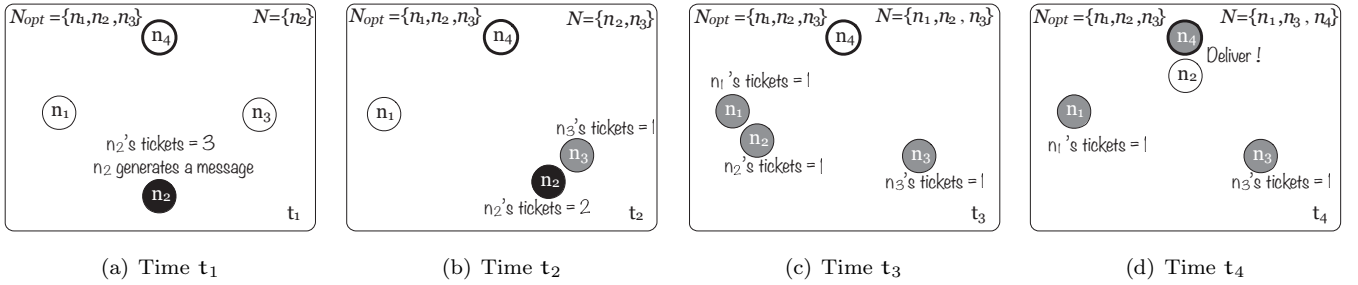 Nopt ={n1,n2 ,n3} N={n2}
n4
n1
n3
n2's tickets = 3
n2 generates a message
n2
t1
(a) Time t1
Nopt ={n1,n2 ,n3} N={n2 ,n3}
n4
n1
n3's tickets = 1
n3
n2
n2's tickets = 2
t2
(b) Time t2
Nopt ={n1,n2 ,n3} N={n1,n2 , n3}
n4
n1's tickets = 1
n1
n2
n2's tickets = 1
n3
n3's tickets = 1
t3
(c) Time t3
Nopt ={n1,n2 ,n3} N={n1,n3 , n4}
n4
Deliver !
n2
n1
n1's tickets = 1
n3
n3's tickets = 1
t4
(d) Time t4